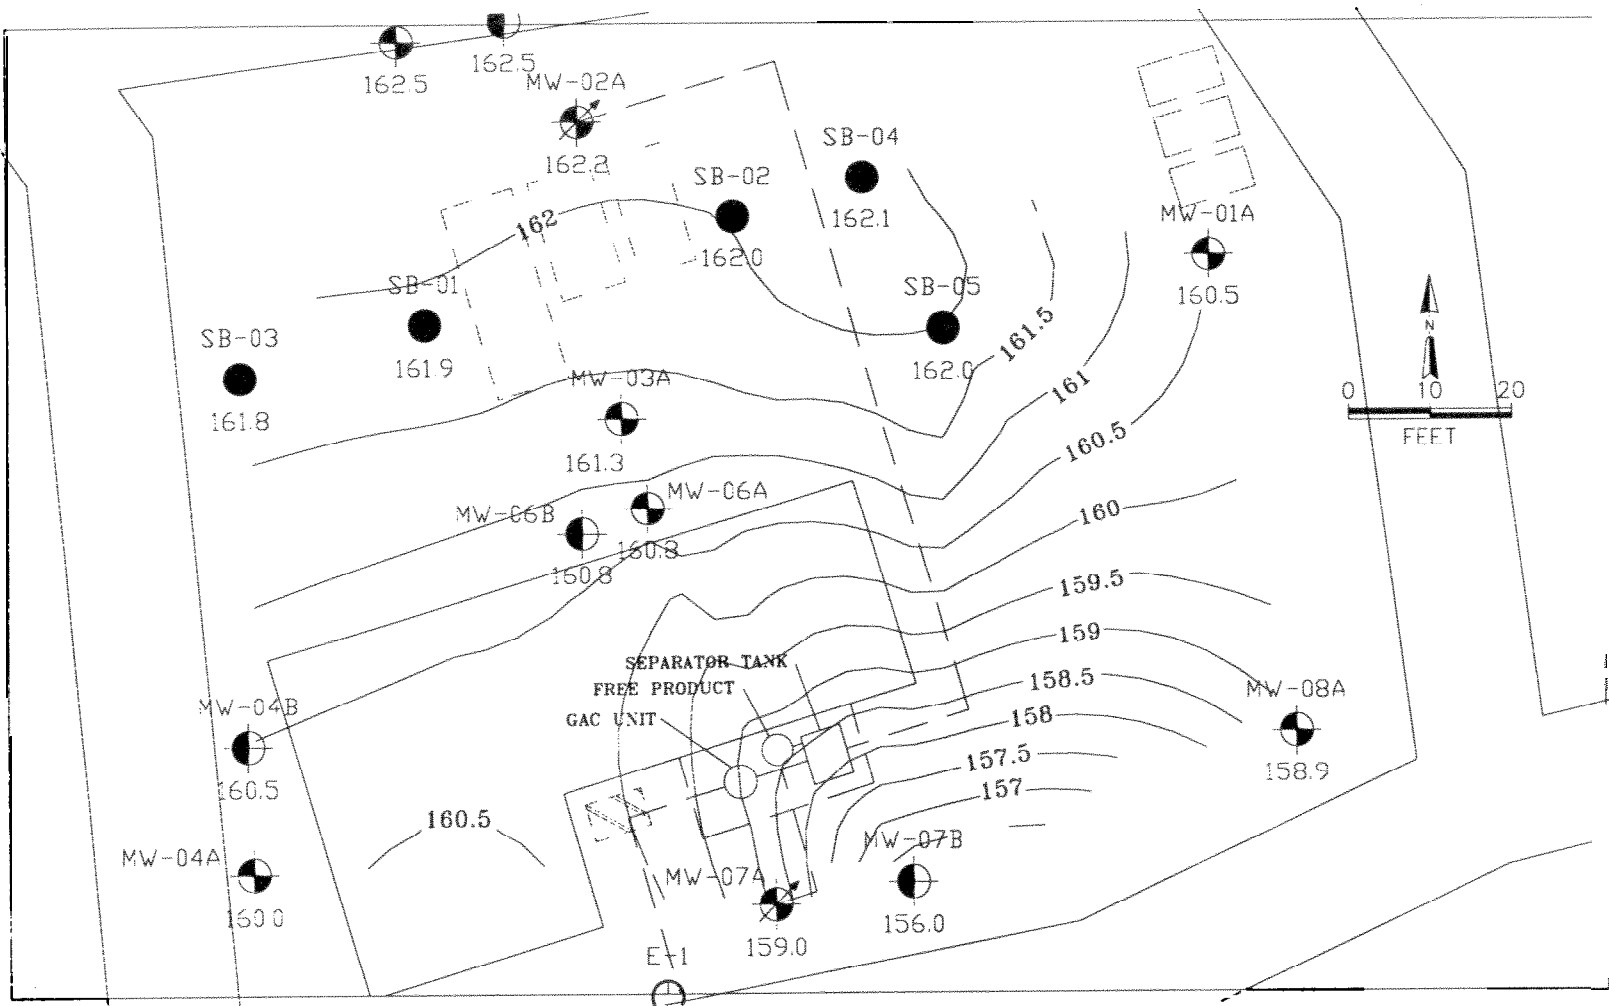 162.5
162.5
MW-02A
162.2
SB-04
162.1
SB-02
162.0
MW-01A
160.5
162
SB-01
161.9
SB-05
162.0
SB-03
161.8
161.5
N
0 10 20
FEET
MW-03A
161.3
161
160.5
MW-06A
160.8
MW-06B
160.8
160
159.5
159
SEPARATOR TANK
FREE PRODUCT
GAC UNIT
158.5
158
157.5
157
MW-08A
158.9
MW-04B
160.5
160.5
MW-04A
160.0
MW-07B
156.0
MW-07A
159.0
E-1